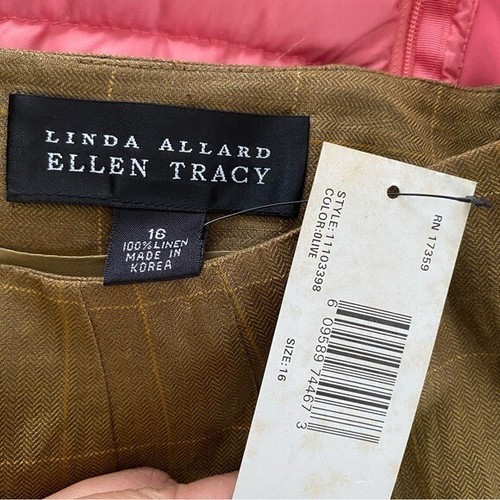 LINDA ALLARD
ELLEN TRACY
16
100% LINEN
MADE IN
KOREA
RN 17359
STYLE:11103398
COLOR:OLIVE
6 09589 74467 3
SIZE:16